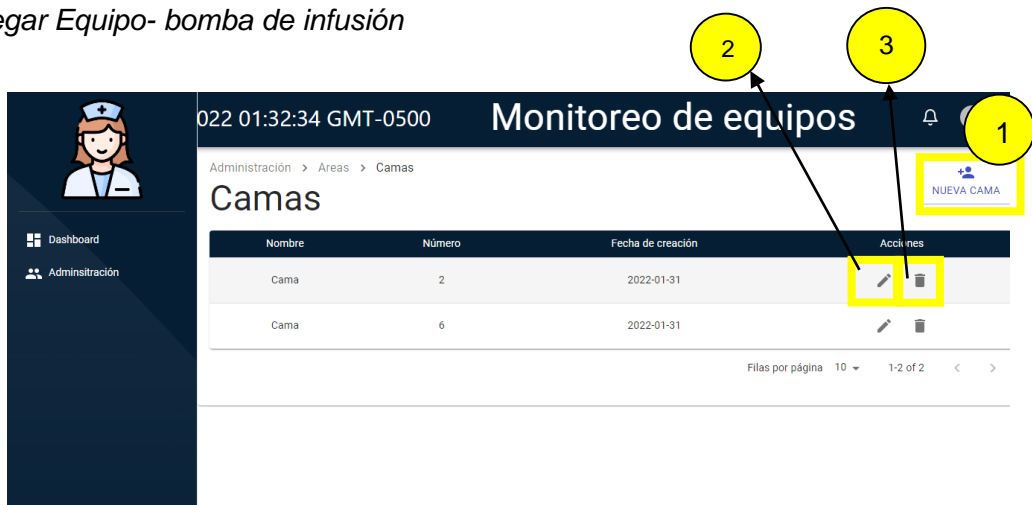 egar Equipo- bomba de infusión
2
3
1
022 01:32:34 GMT-0500
Monitoreo de equipos
Administración > Areas > Camas
Camas
NUEVA CAMA
Dashboard
Adminsitración
Nombre Número Fecha de creación Acciones
Cama 2 2022-01-31
Cama 6 2022-01-31
Filas por página 10 1-2 of 2 < >